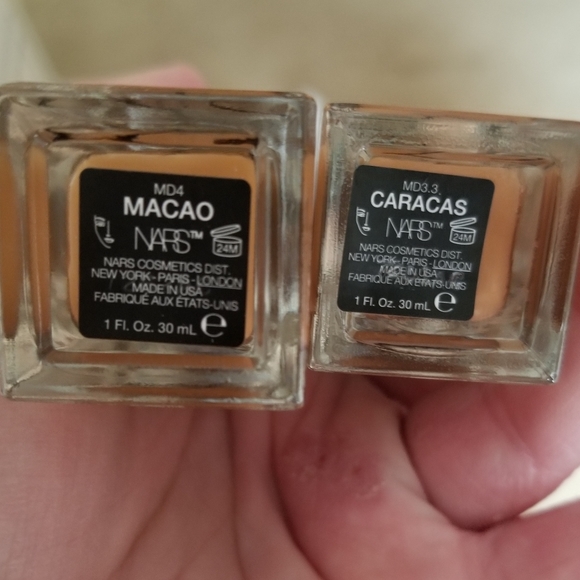 MD4
MACAO
NARS™
24M
NARS COSMETICS DIST.
NEW YORK - PARIS - LONDON
MADE IN USA
FABRIQUÉ AUX ÉTATS-UNIS
1 Fl. Oz. 30 mL e
MD3.3
CARACAS
NARS™
24M
NARS COSMETICS DIST.
NEW YORK - PARIS - LONDON
MADE IN USA
FABRIQUÉ AUX ÉTATS-UNIS
1 Fl. Oz. 30 mL e